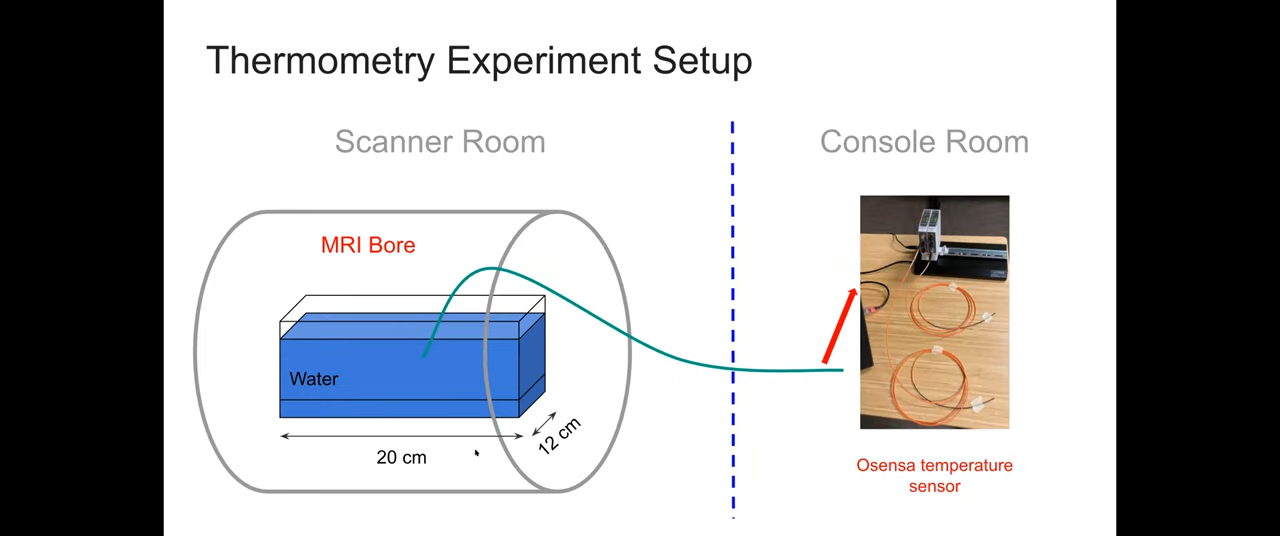 Thermometry Experiment Setup
Scanner Room
Console Room
MRI Bore
Water
20 cm
12 cm
Osensa temperature
sensor